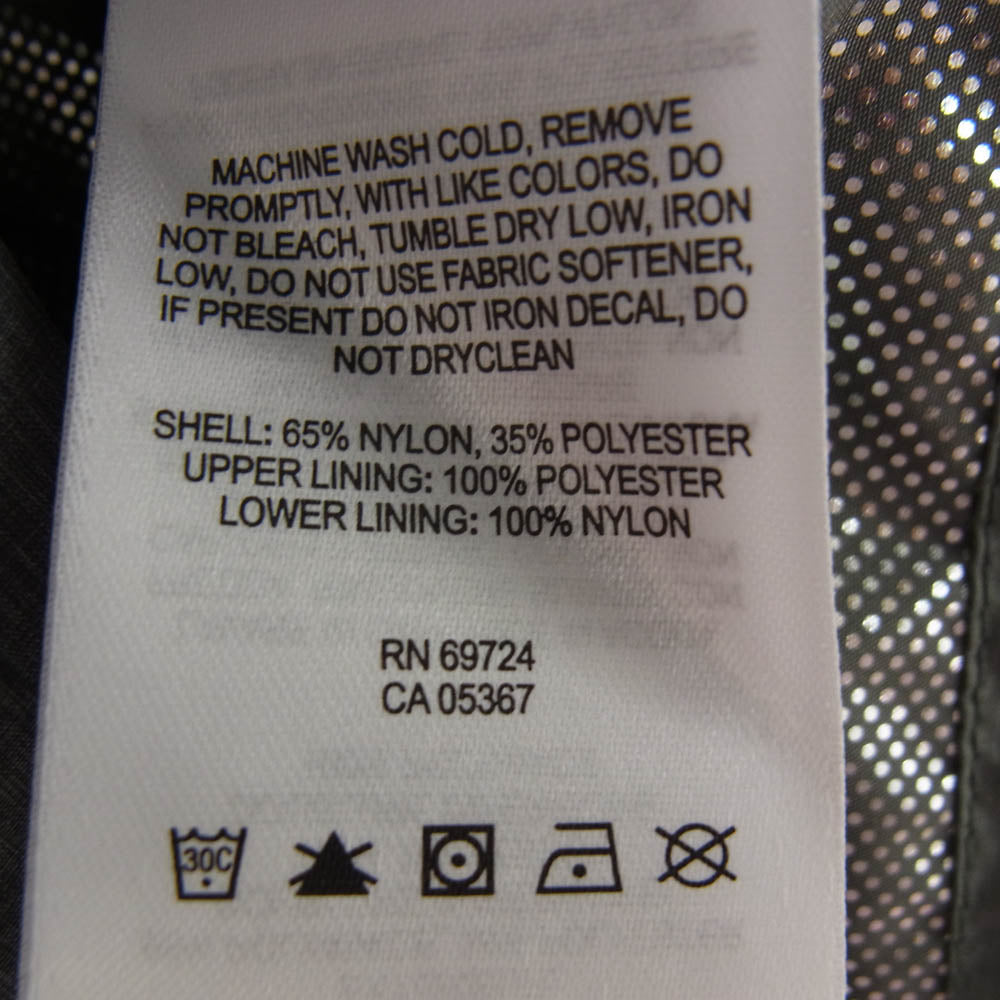 MACHINE WASH COLD, REMOVE
PROMPTLY, WITH LIKE COLORS, DO
NOT BLEACH, TUMBLE DRY LOW, IRON
LOW, DO NOT USE FABRIC SOFTENER,
IF PRESENT DO NOT IRON DECAL, DO
NOT DRYCLEAN
SHELL: 65% NYLON, 35% POLYESTER
UPPER LINING: 100% POLYESTER
LOWER LINING: 100% NYLON
RN 69724
CA 05367
30C